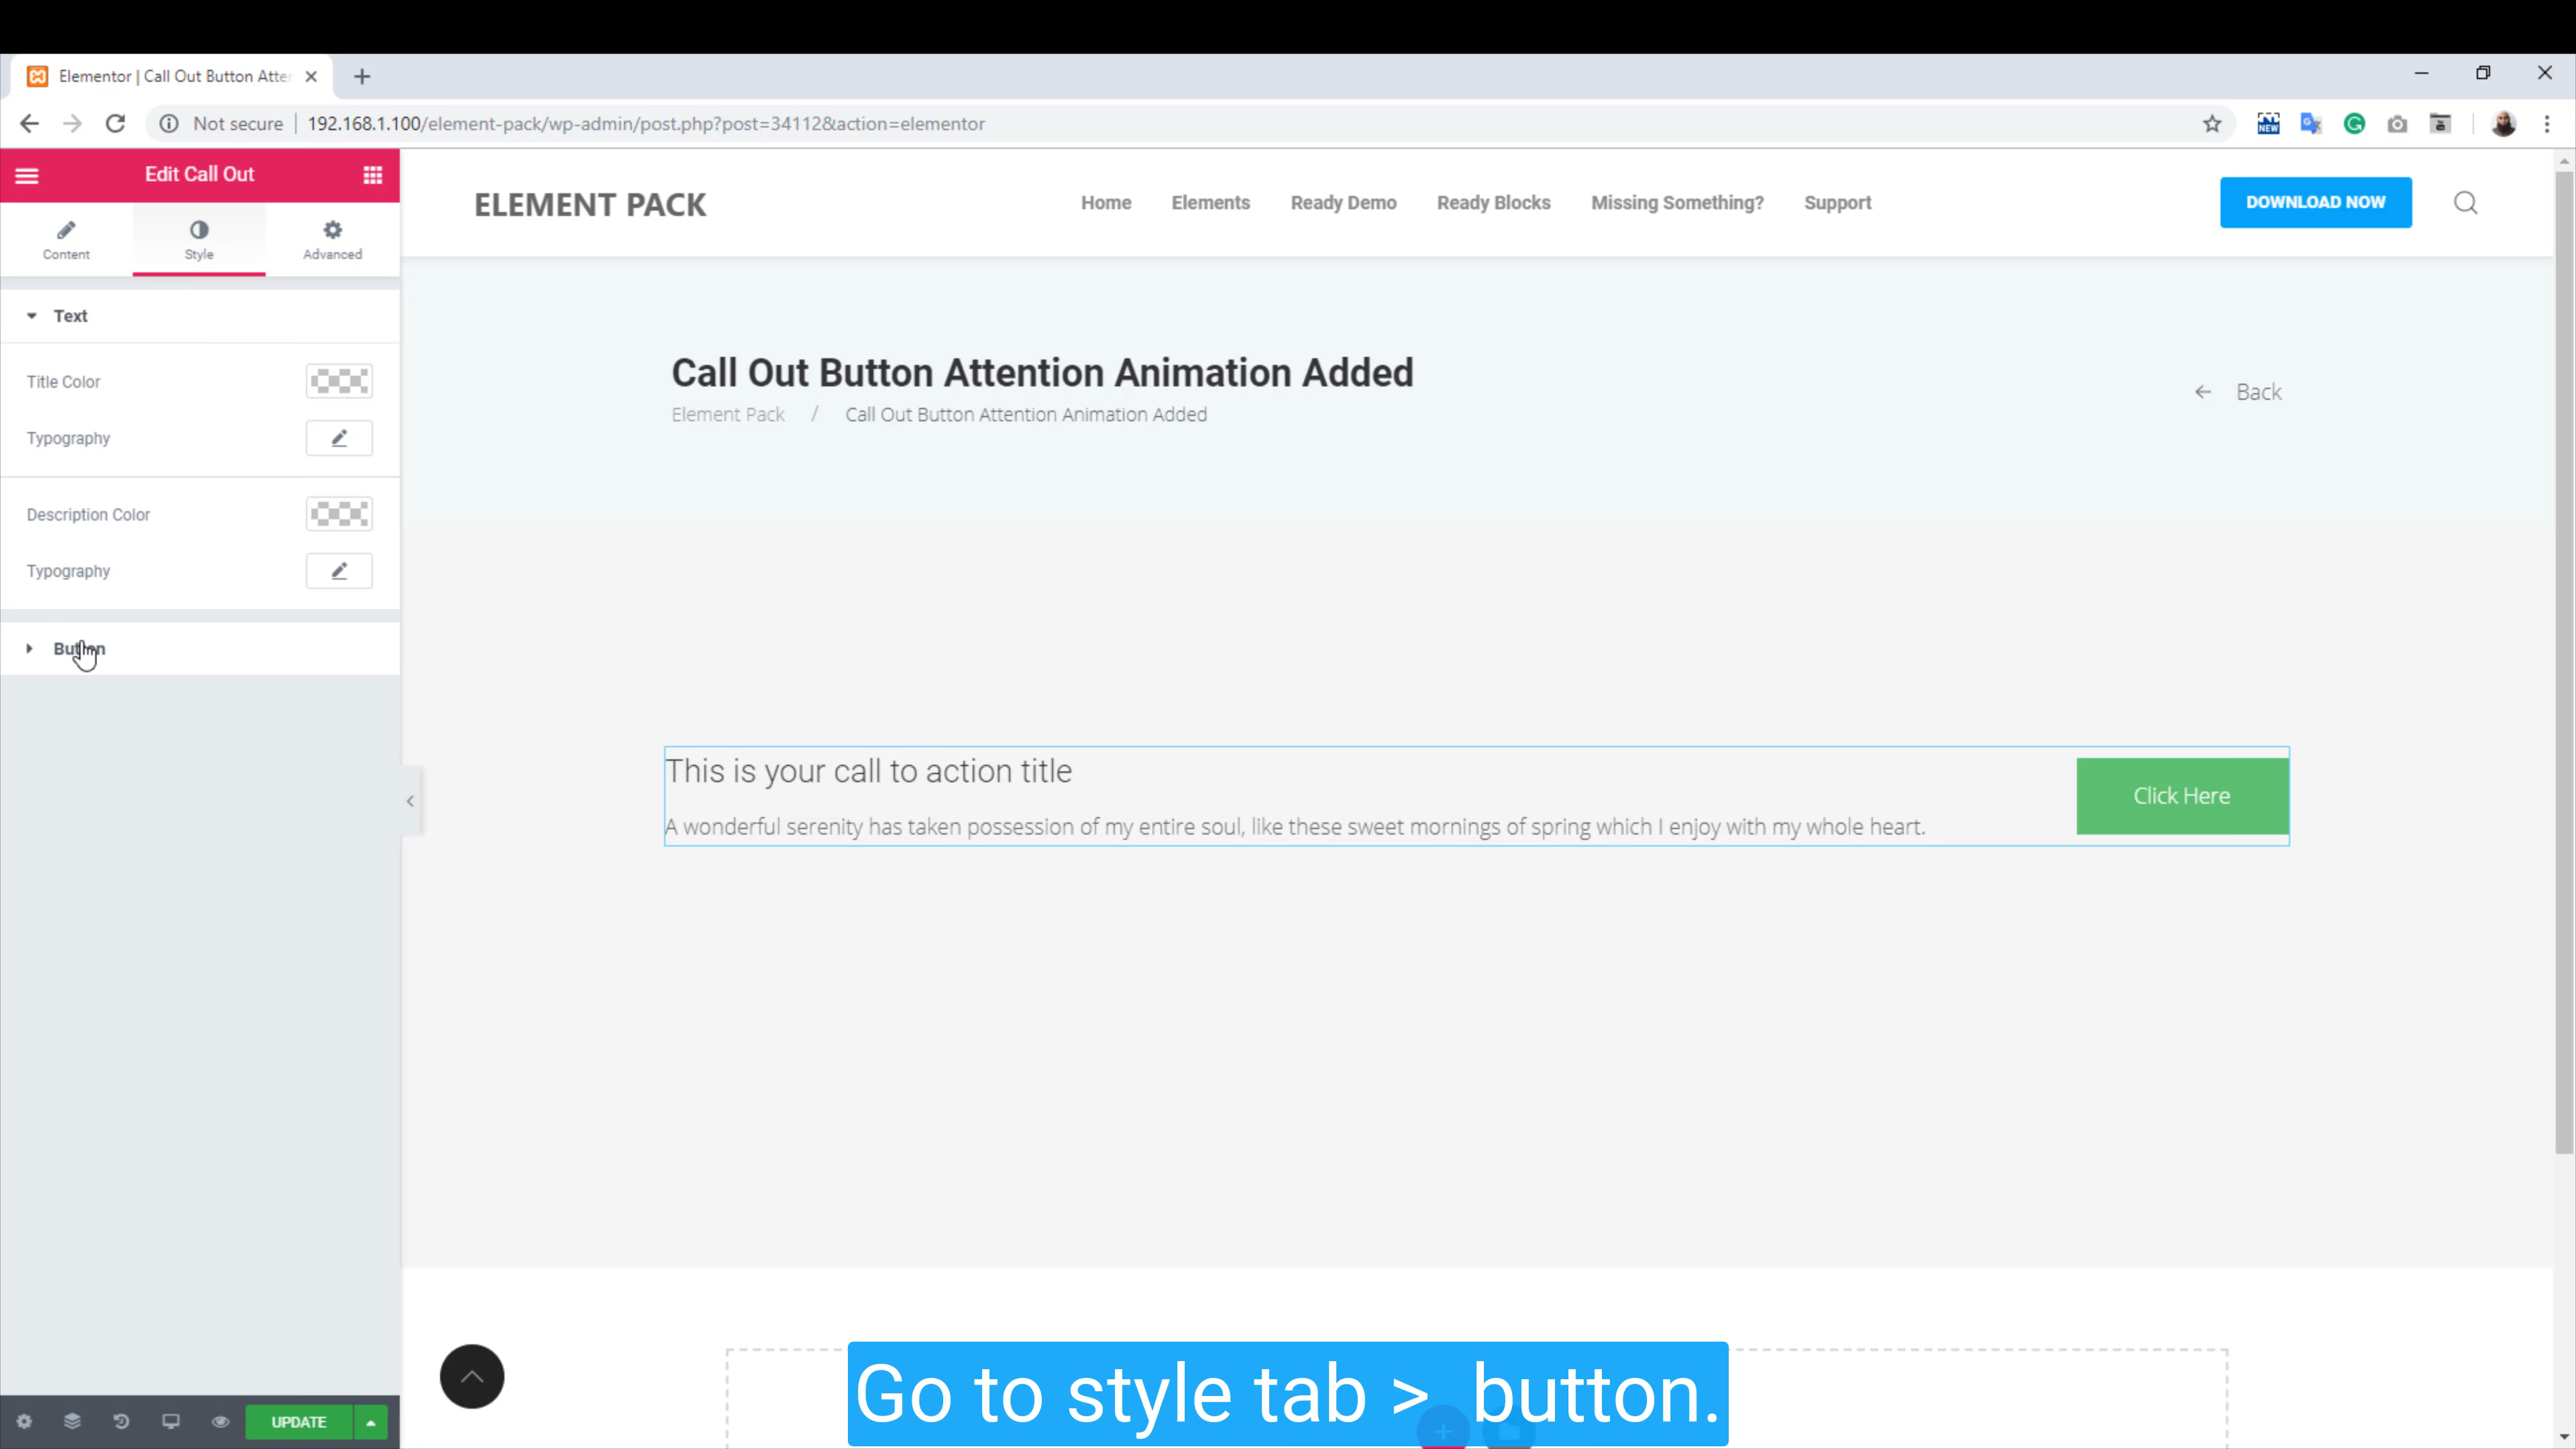 Elementor | Call Out Button Atter
Not secure | 192.168.1.100/element-pack/wp-admin/post.php?post=34112&action=elementor
NEW
Edit Call Out
Content
Style
Advanced
Text
Title Color
Typography
Description Color
Typography
Button
UPDATE
ELEMENT PACK
Home Elements Ready Demo Ready Blocks Missing Something? Support
DOWNLOAD NOW
Call Out Button Attention Animation Added
Element Pack / Call Out Button Attention Animation Added
← Back
This is your call to action title
A wonderful serenity has taken possession of my entire soul, like these sweet mornings of spring which I enjoy with my whole heart.
Click Here
Go to style tab > button.